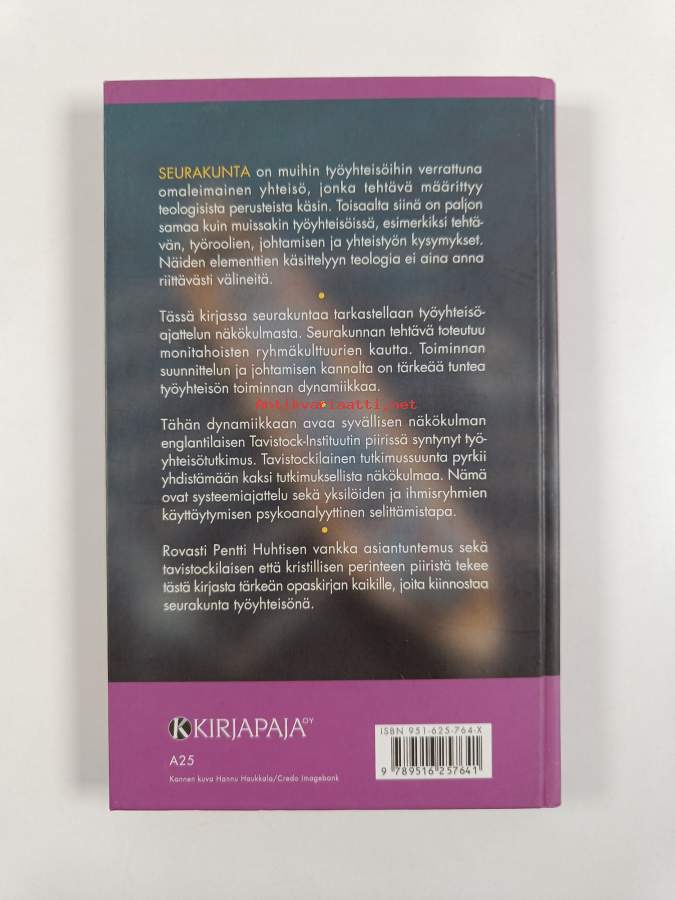 SEURAKUNTA on muihin työyhteisöihin verrattuna
omaleimainen yhteisö, jonka tehtävä määrittyy
teologisista perusteista käsin. Toisaalta siinä on paljon
samaa kuin muissakin työyhteisöissä, esimerkiksi tehtä-
vän, työroolien, johtamisen ja yhteistyön kysymykset.
Näiden elementtien käsittelyyn teologia ei aina anna
riittävästi välineitä.
•
Tässä kirjassa seurakuntaa tarkastellaan työyhteisö-
ajattelun näkökulmasta. Seurakunnan tehtävä toteutuu
monitahoisten ryhmäkulttuurien kautta. Toiminnan
suunnittelun ja johtamisen kannalta on tärkeää tuntea
työyhteisön toiminnan dynamiikkaa.
Antikvariaatti.net
Tähän dynamiikkaan avaa syvällisen näkökulman
englantilaisen Tavistock-Instituutin piirissä syntynyt työ-
yhteisötutkimus. Tavistockilainen tutkimussuunta pyrkii
yhdistämään kaksi tutkimuksellista näkökulmaa. Nämä
ovat systeemiajattelu sekä yksilöiden ja ihmisryhmien
käyttäytymisen psykoanalyyttinen selittämistapa.
•
Rovasti Pentti Huhtisen vankka asiantuntemus sekä
tavistockilaisen että kristillisen perinteen piiristä tekee
tästä kirjasta tärkeän opaskirjan kaikille, joita kiinnostaa
seurakunta työyhteisönä.
KIRJAPAJA OY
A25
Kannen kuva Hannu Haukkala/Credo Imagebank
ISBN 951-625-764-X
9 789516 257641